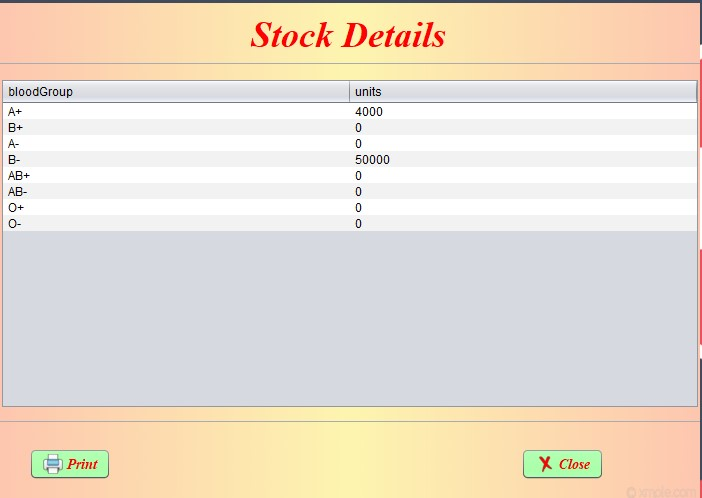 Stock Details
bloodGroup units
A+ 4000
B+ 0
A- 0
B- 50000
AB+ 0
AB- 0
O+ 0
O- 0
Print Close